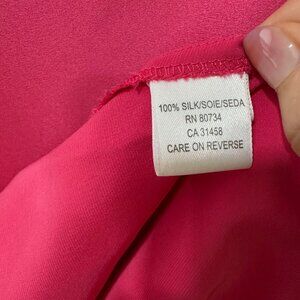 100% SILK/SOIE/SEDA
RN 80734
CA 31458
CARE ON REVERSE